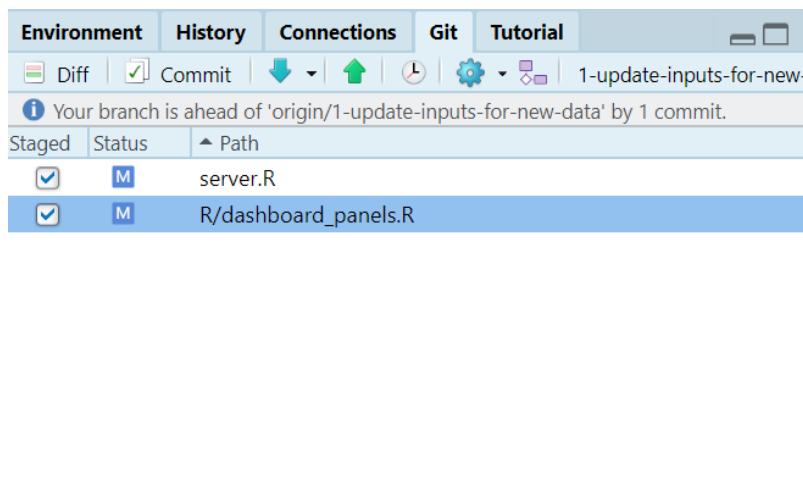 Environment History Connections Git Tutorial
Diff Commit 1-update-inputs-for-new-
Your branch is ahead of 'origin/1-update-inputs-for-new-data' by 1 commit.
Staged Status Path
M server.R
M R/dashboard_panels.R